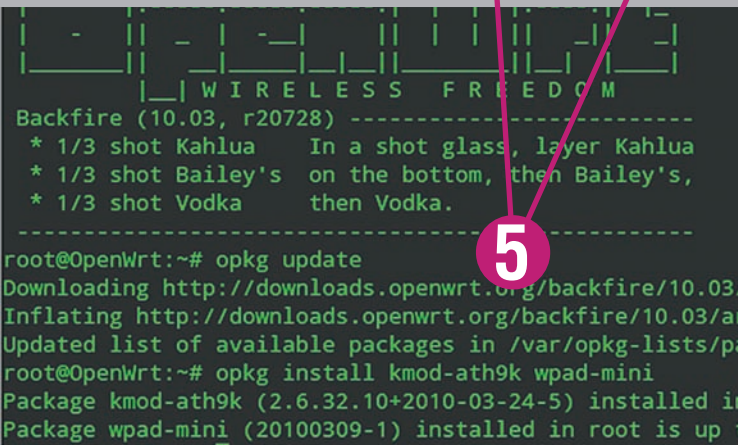 W I R E L E S S   F R E E D O M
Backfire (10.03, r20728) --------------------------
* 1/3 shot Kahlua    In a shot glass, layer Kahlua
* 1/3 shot Bailey's  on the bottom, then Bailey's,
* 1/3 shot Vodka     then Vodka.
---------------------------------------------------
5
root@OpenWrt:~# opkg update
Downloading http://downloads.openwrt.org/backfire/10.03.
Inflating http://downloads.openwrt.org/backfire/10.03/a
Updated list of available packages in /var/opkg-lists/pa
root@OpenWrt:~# opkg install kmod-ath9k wpad-mini
Package kmod-ath9k (2.6.32.10+2010-03-24-5) installed i
Package wpad-mini (20100309-1) installed in root is up